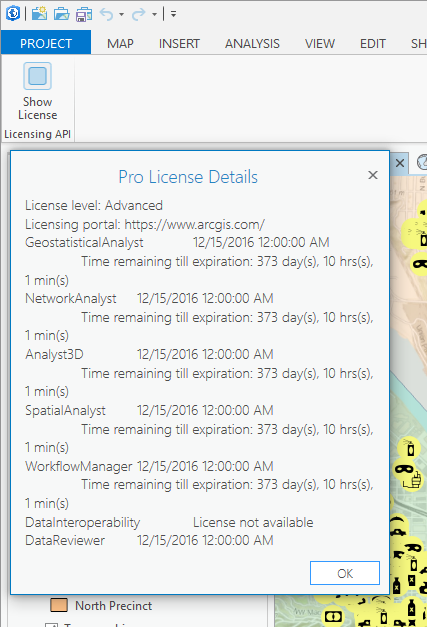 PROJECT MAP INSERT ANALYSIS VIEW EDIT SH
Show
License
Licensing API
Pro License Details
License level: Advanced
Licensing portal: https://www.arcgis.com/
GeostatisticalAnalyst 12/15/2016 12:00:00 AM
Time remaining till expiration: 373 day(s), 10 hrs(s),
1 min(s)
NetworkAnalyst 12/15/2016 12:00:00 AM
Time remaining till expiration: 373 day(s), 10 hrs(s),
1 min(s)
Analyst3D 12/15/2016 12:00:00 AM
Time remaining till expiration: 373 day(s), 10 hrs(s),
1 min(s)
SpatialAnalyst 12/15/2016 12:00:00 AM
Time remaining till expiration: 373 day(s), 10 hrs(s),
1 min(s)
WorkflowManager 12/15/2016 12:00:00 AM
Time remaining till expiration: 373 day(s), 10 hrs(s),
1 min(s)
DataInteroperability License not available
DataReviewer 12/15/2016 12:00:00 AM
OK
North Precinct